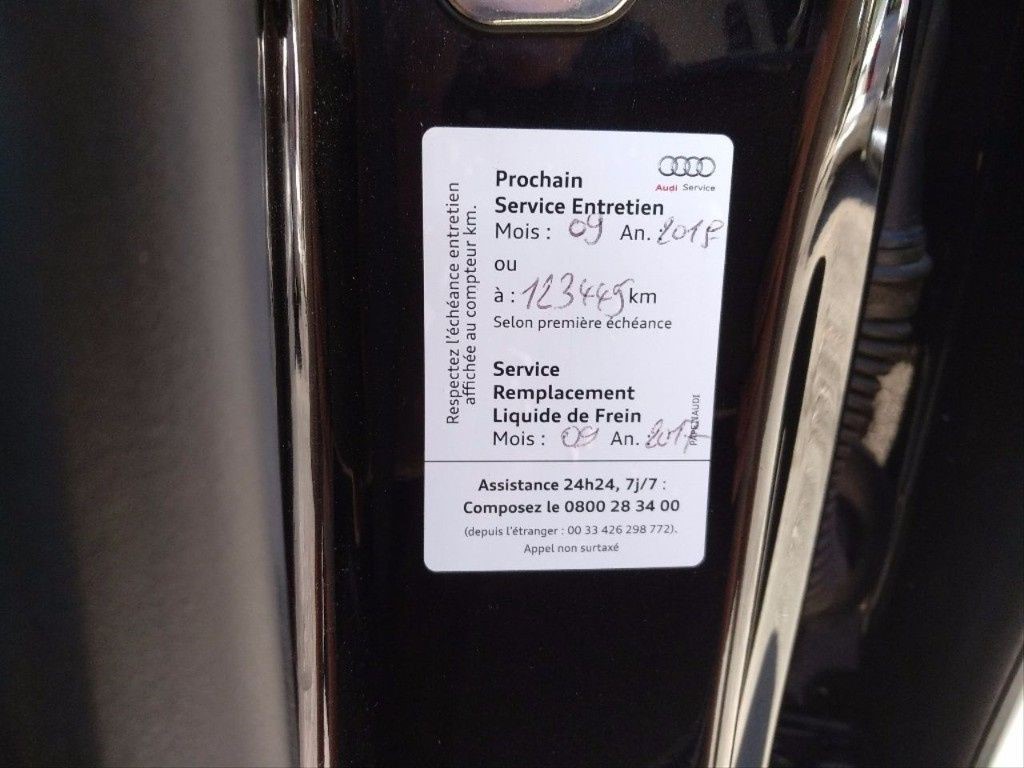 Audi Service
Prochain
Service Entretien
Mois : 09 An. 2018
ou
à : 123449 km
Selon première échéance
Service
Remplacement
Liquide de Frein
Mois : 09 An. 2017
Respectez l'échéance entretien
affichée au compteur km.
Assistance 24h24, 7j/7 :
Composez le 0800 28 34 00
(depuis l'étranger : 00 33 426 298 772).
Appel non surtaxé